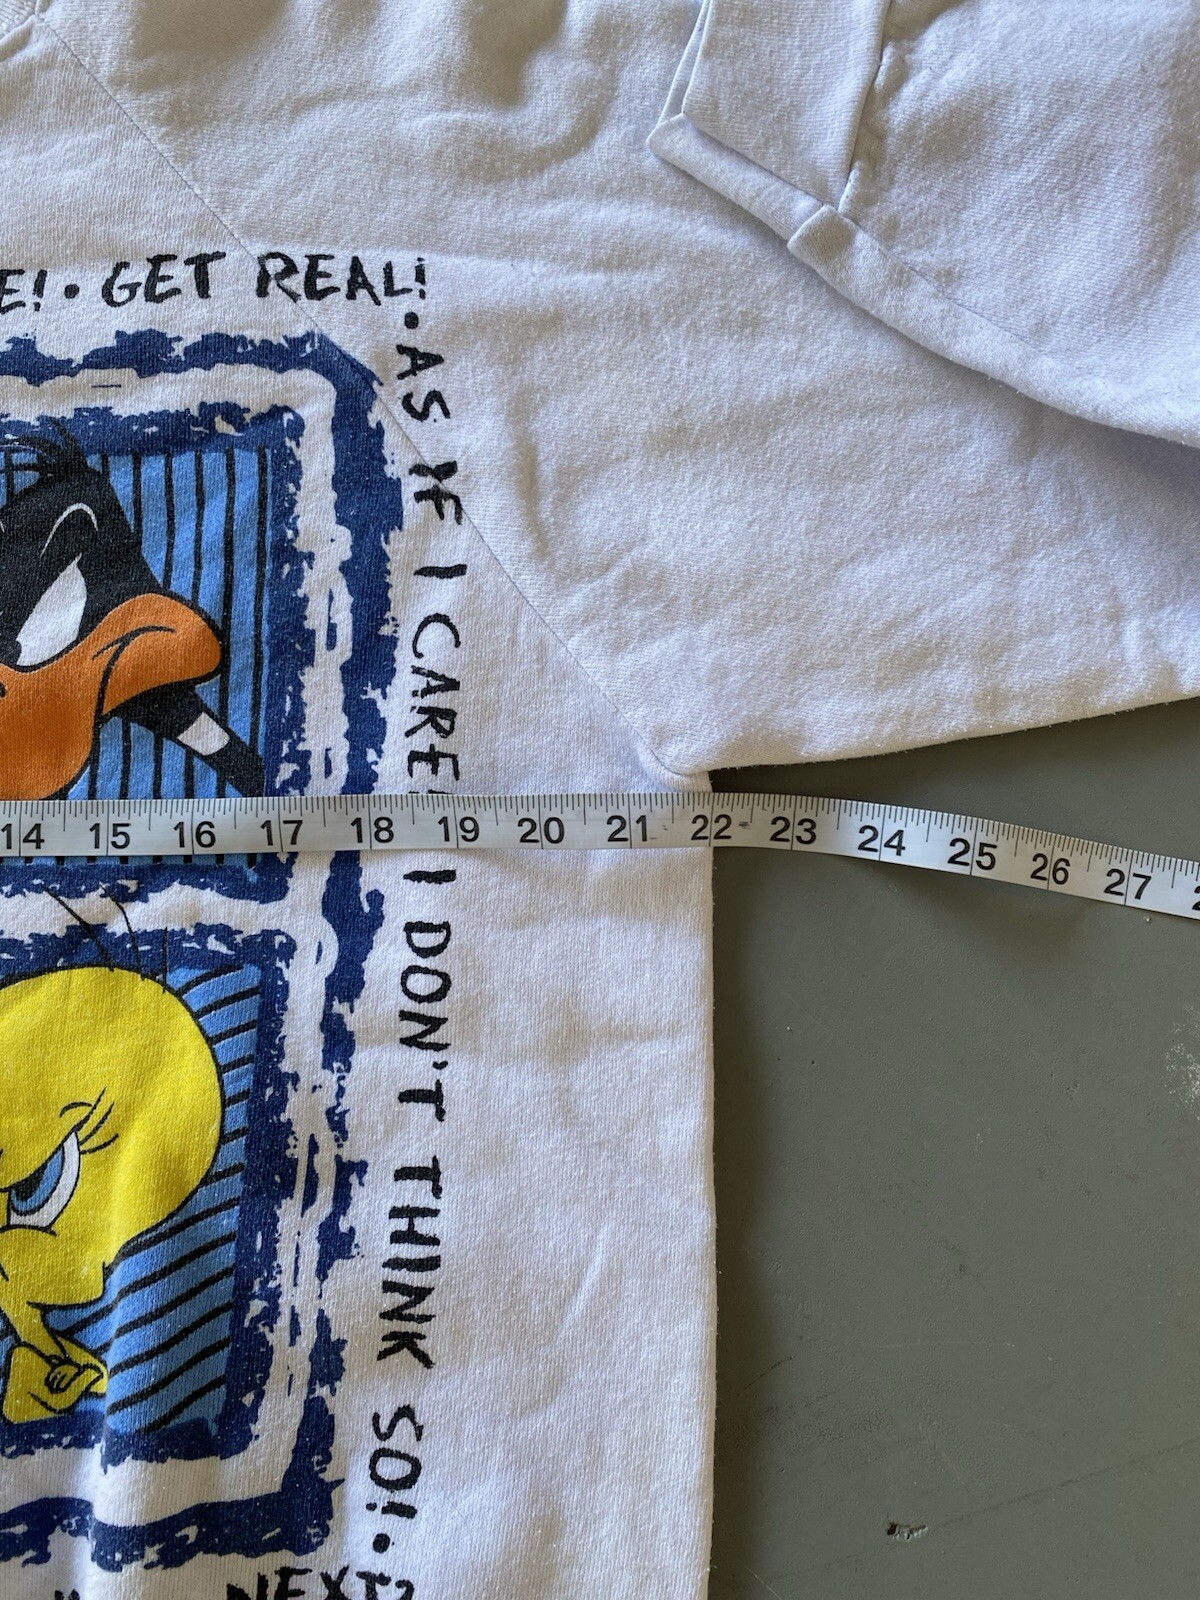 E! • GET REAL!
• AS IF I CARE!
I DON'T THINK SO! •
NEXT?
14 15 16 17 18 19 20 21 22 23 24 25 26 27